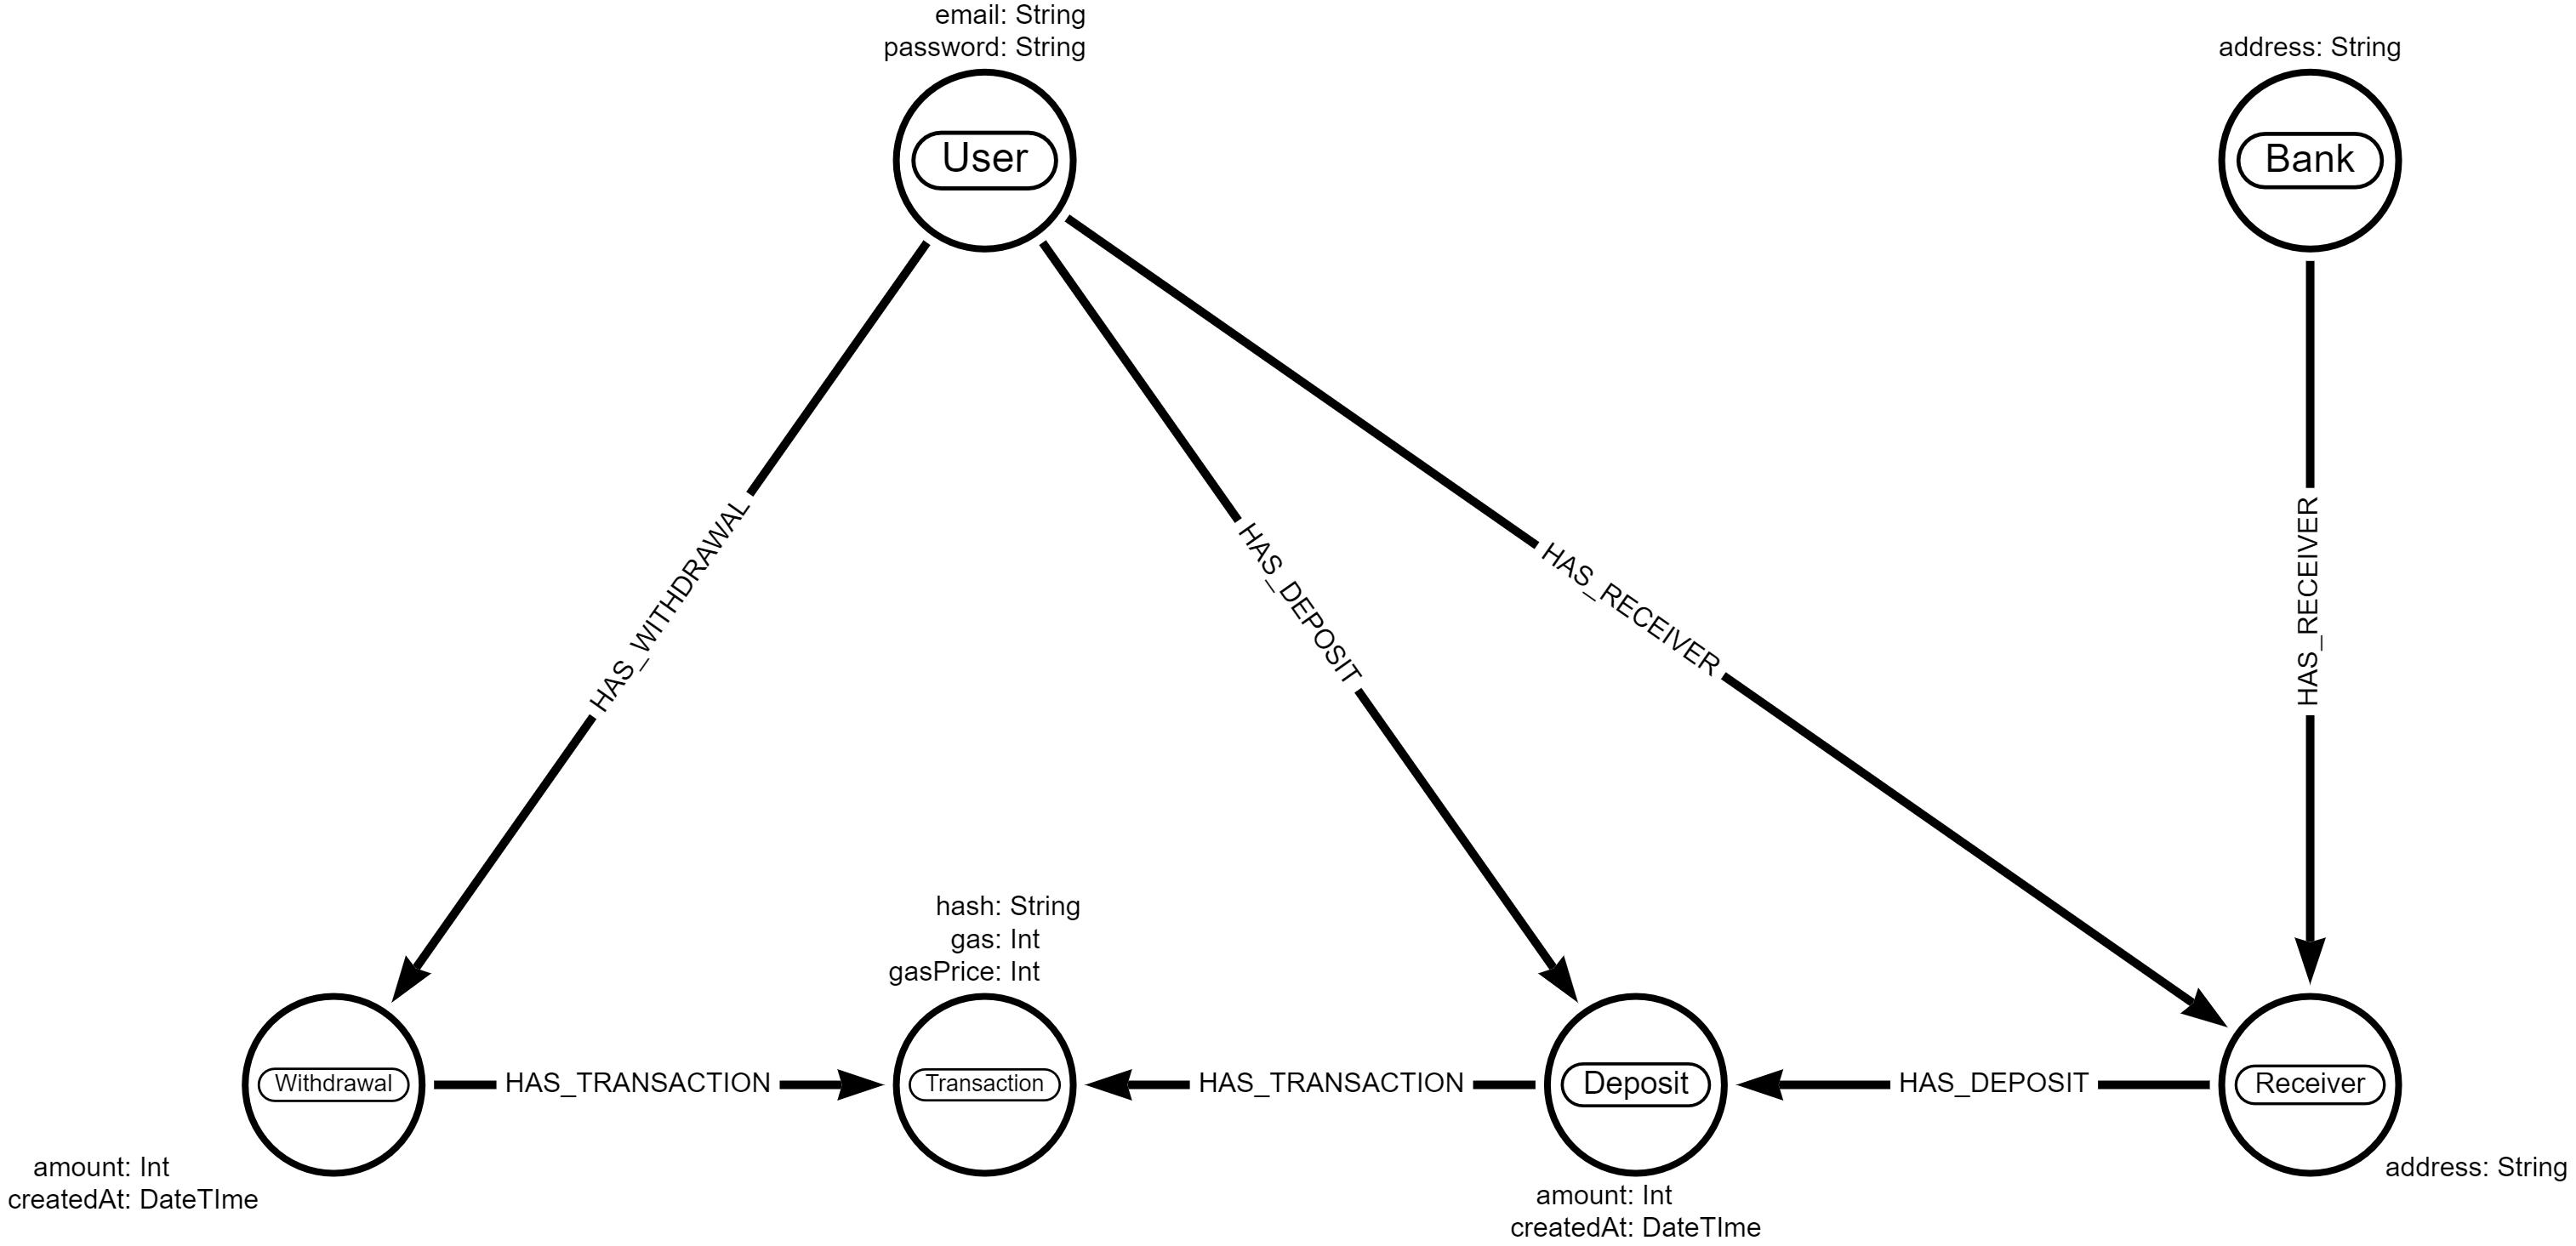 email: String
password: String
address: String
User
Bank
HAS_WITHDRAWAL
HAS_DEPOSIT
HAS_RECEIVER
HAS_RECEIVER
hash: String
gas: Int
gasPrice: Int
Withdrawal
HAS_TRANSACTION
Transaction
HAS_TRANSACTION
Deposit
HAS_DEPOSIT
Receiver
amount: Int
createdAt: DateTIme
amount: Int
createdAt: DateTIme
address: String